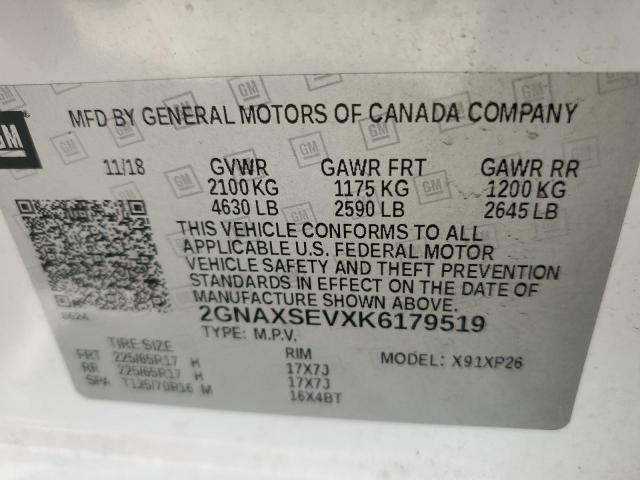 GM
MFD BY GENERAL MOTORS OF CANADA COMPANY
11/18 GVWR GAWR FRT GAWR RR
2100 KG 1175 KG 1200 KG
4630 LB 2590 LB 2645 LB
THIS VEHICLE CONFORMS TO ALL
APPLICABLE U.S. FEDERAL MOTOR
VEHICLE SAFETY AND THEFT PREVENTION
STANDARDS IN EFFECT ON THE DATE OF
MANUFACTURE SHOWN ABOVE.
2GNAXSEVXK6179519
TYPE: M.P.V.
TIRE SIZE RIM MODEL: X91XP26
FRT 225/65R17 H 17X7J
RR 225/65R17 H 17X7J
SPA T135/70R16 M 16X4BT